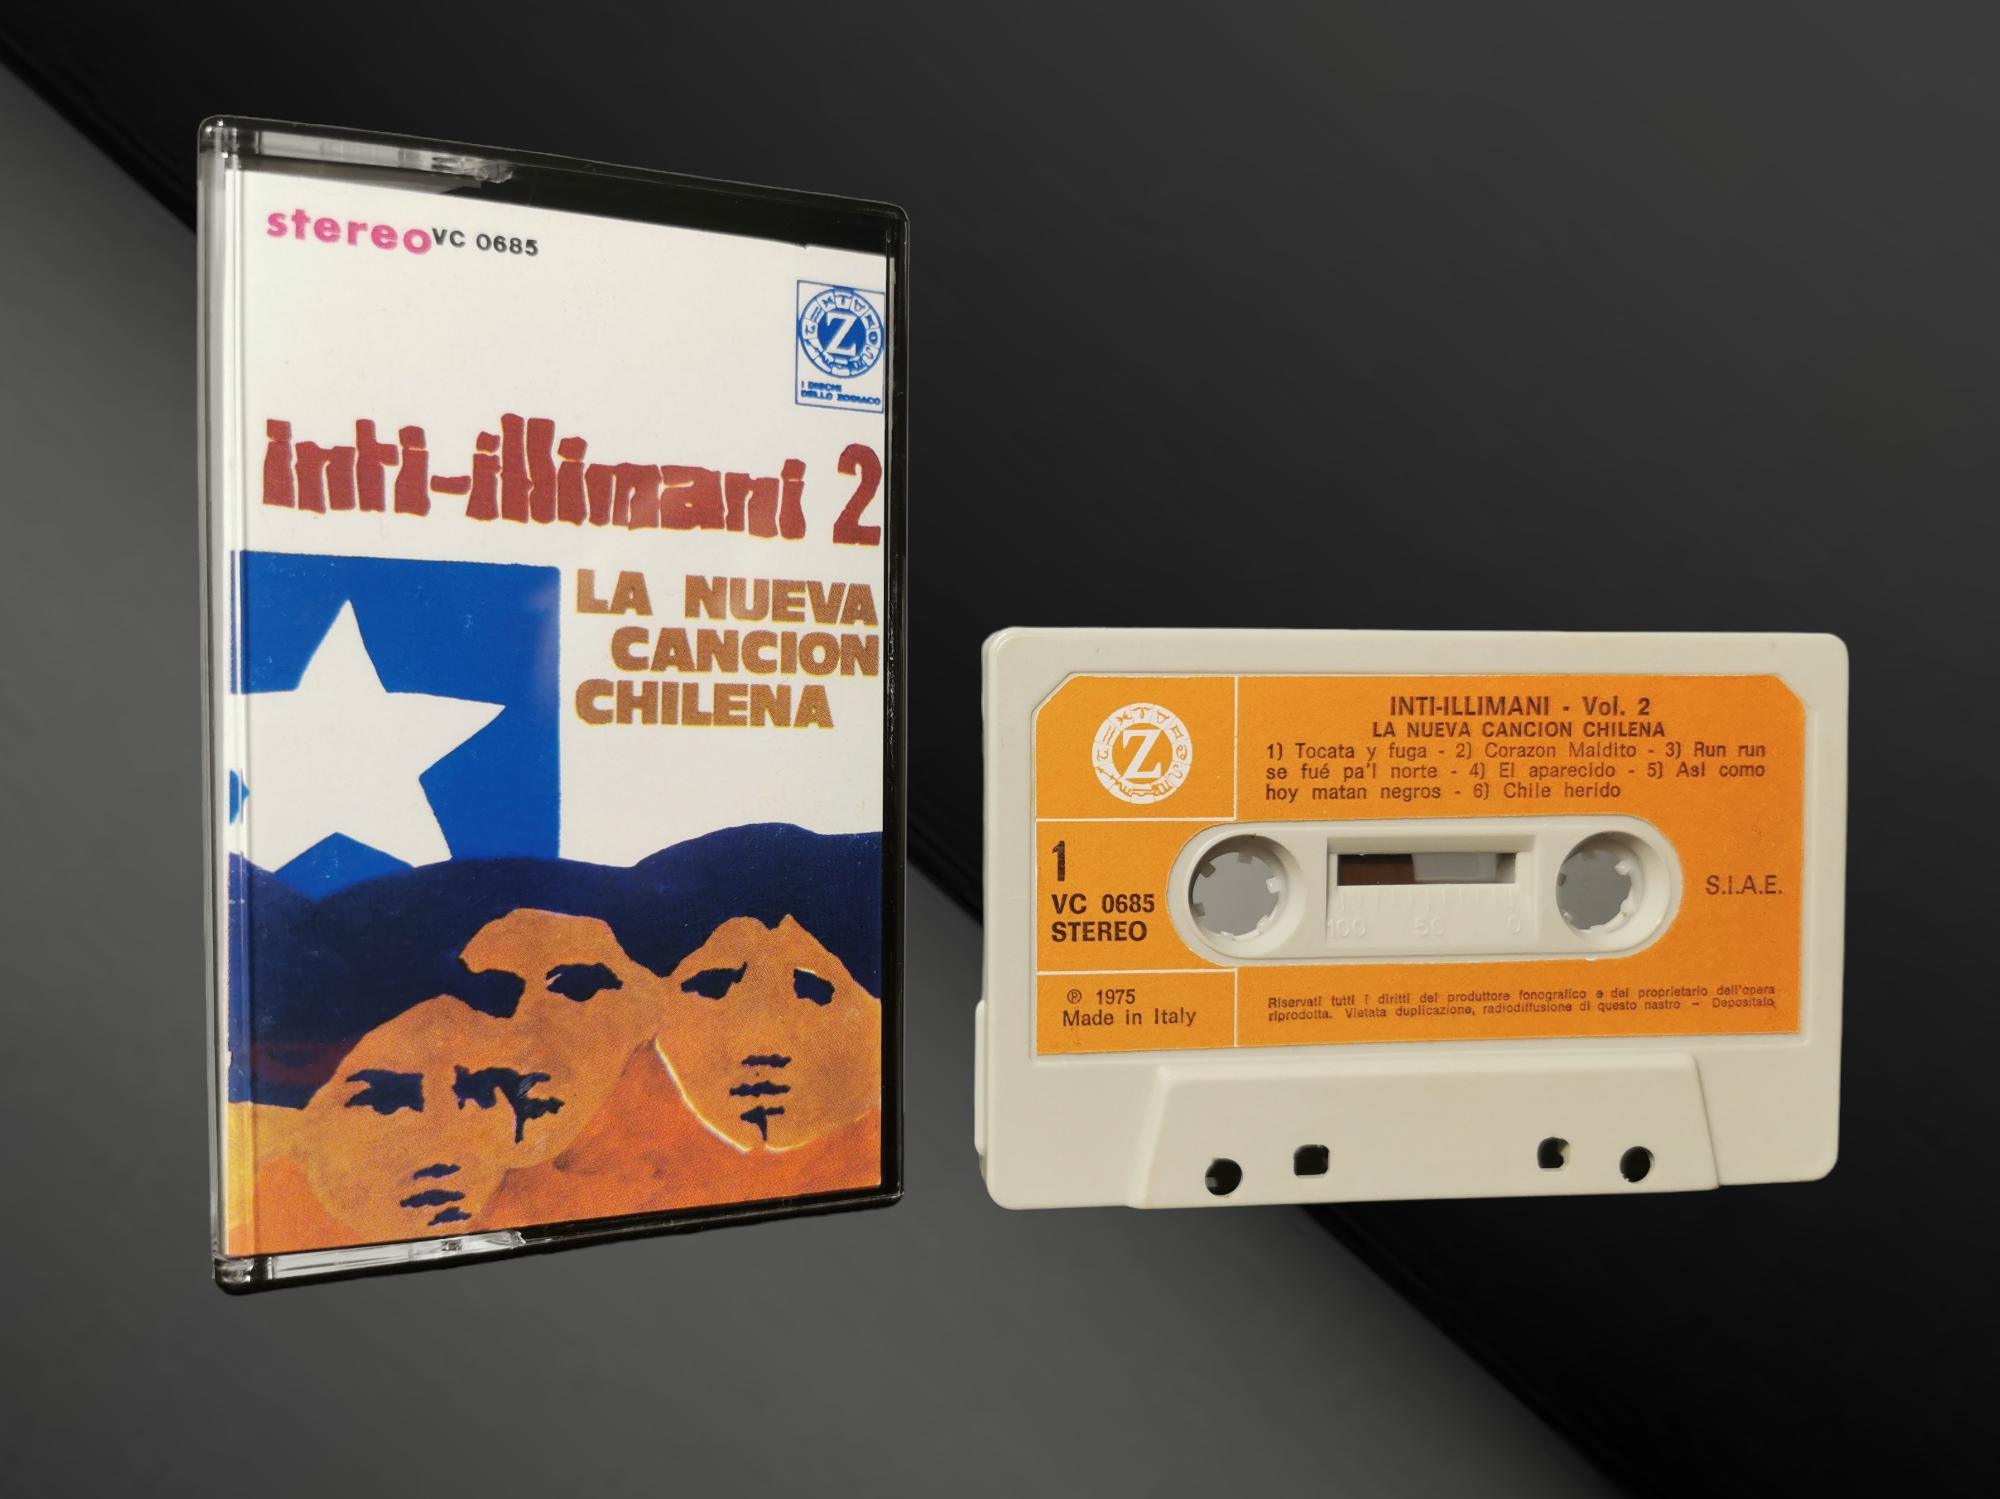 stereo VC 0685
Z
I DISCHI
DELLO ZODIACO
inti-illimani 2
LA NUEVA
CANCION
CHILENA
Z
INTI-ILLIMANI - Vol. 2
LA NUEVA CANCION CHILENA
1) Tocata y fuga - 2) Corazon Maldito - 3) Run run
se fué pa'l norte - 4) El aparecido - 5) Asi como
hoy matan negros - 6) Chile herido
1
VC 0685
STEREO
100 50 0
S.I.A.E.
℗ 1975
Made in Italy
Riservati tutti i diritti del produttore fonografico e del proprietario dell'opera
riprodotta. Vietata duplicazione, radiodiffusione di questo nastro - Depositato